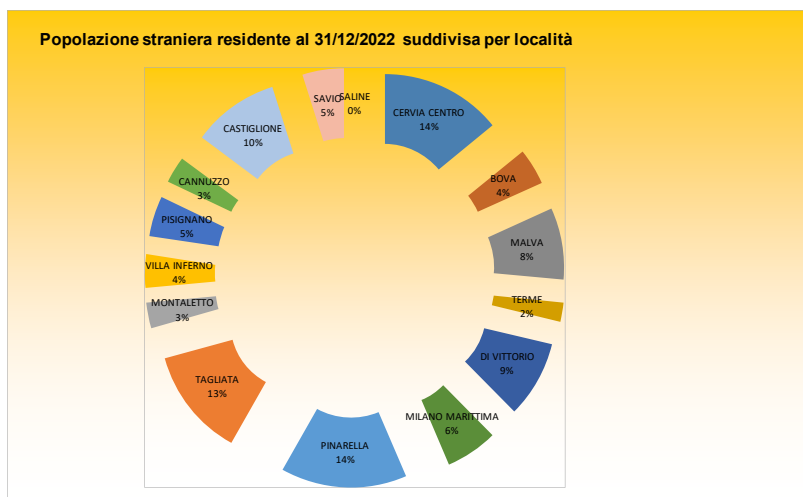 Popolazione straniera residente al 31/12/2022 suddivisa per località
CERVIA CENTRO
14%
BOVA
4%
MALVA
8%
TERME
2%
DI VITTORIO
9%
MILANO MARITTIMA
6%
PINARELLA
14%
TAGLIATA
13%
MONTALETTO
3%
VILLA INFERNO
4%
PISIGNANO
5%
CANNUZZO
3%
CASTIGLIONE
10%
SAVIO
5%
SALINE
0%